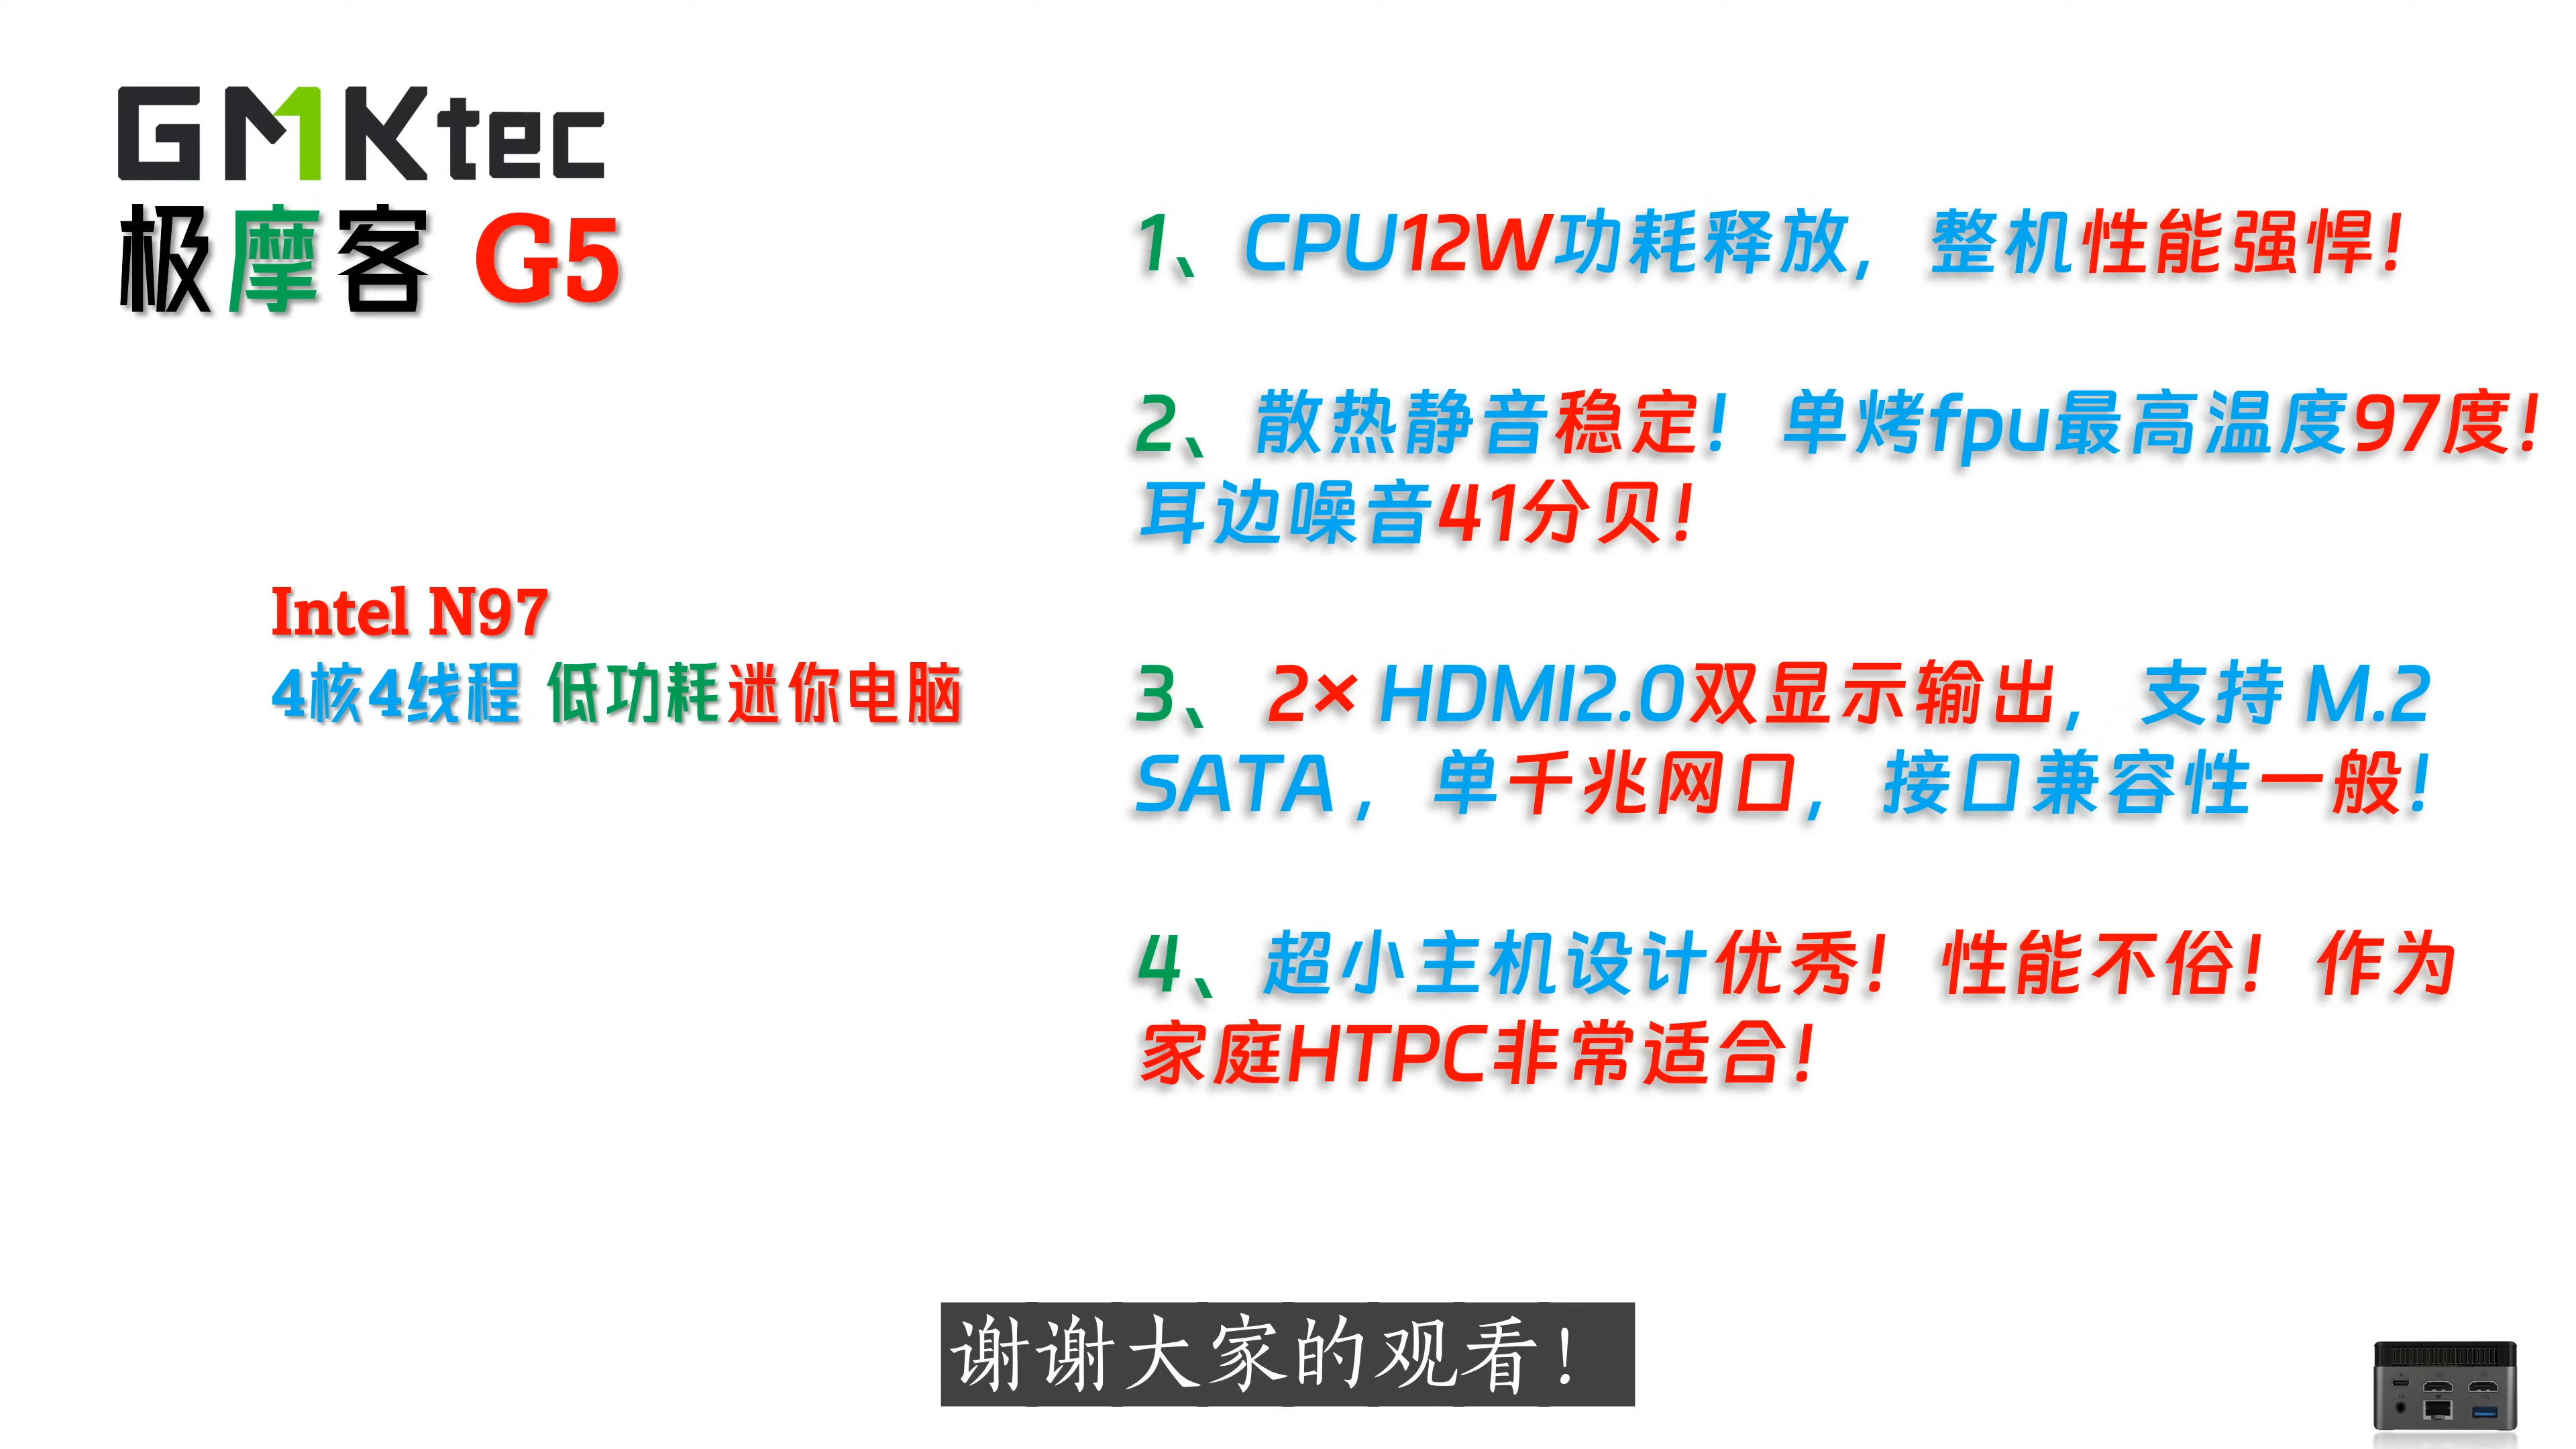 GMKtec
极摩客 G5
Intel N97
4核4线程 低功耗迷你电脑
1、CPU12W功耗释放，整机性能强悍！
2、散热静音稳定！单烤fpu最高温度97度！
耳边噪音41分贝！
3、2× HDMI2.0双显示输出，支持 M.2
SATA ，单千兆网口，接口兼容性一般！
4、超小主机设计优秀！性能不俗！作为
家庭HTPC非常适合！
谢谢大家的观看！